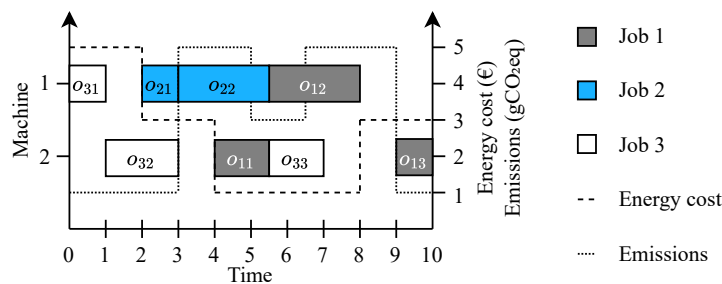 Machine
1
2
o31
o21
o22
o12
o32
o11
o33
o13
5
4
3
2
1
Energy cost (€)
Emissions (gCO2eq)
0 1 2 3 4 5 6 7 8 9 10
Time
Job 1
Job 2
Job 3
Energy cost
Emissions